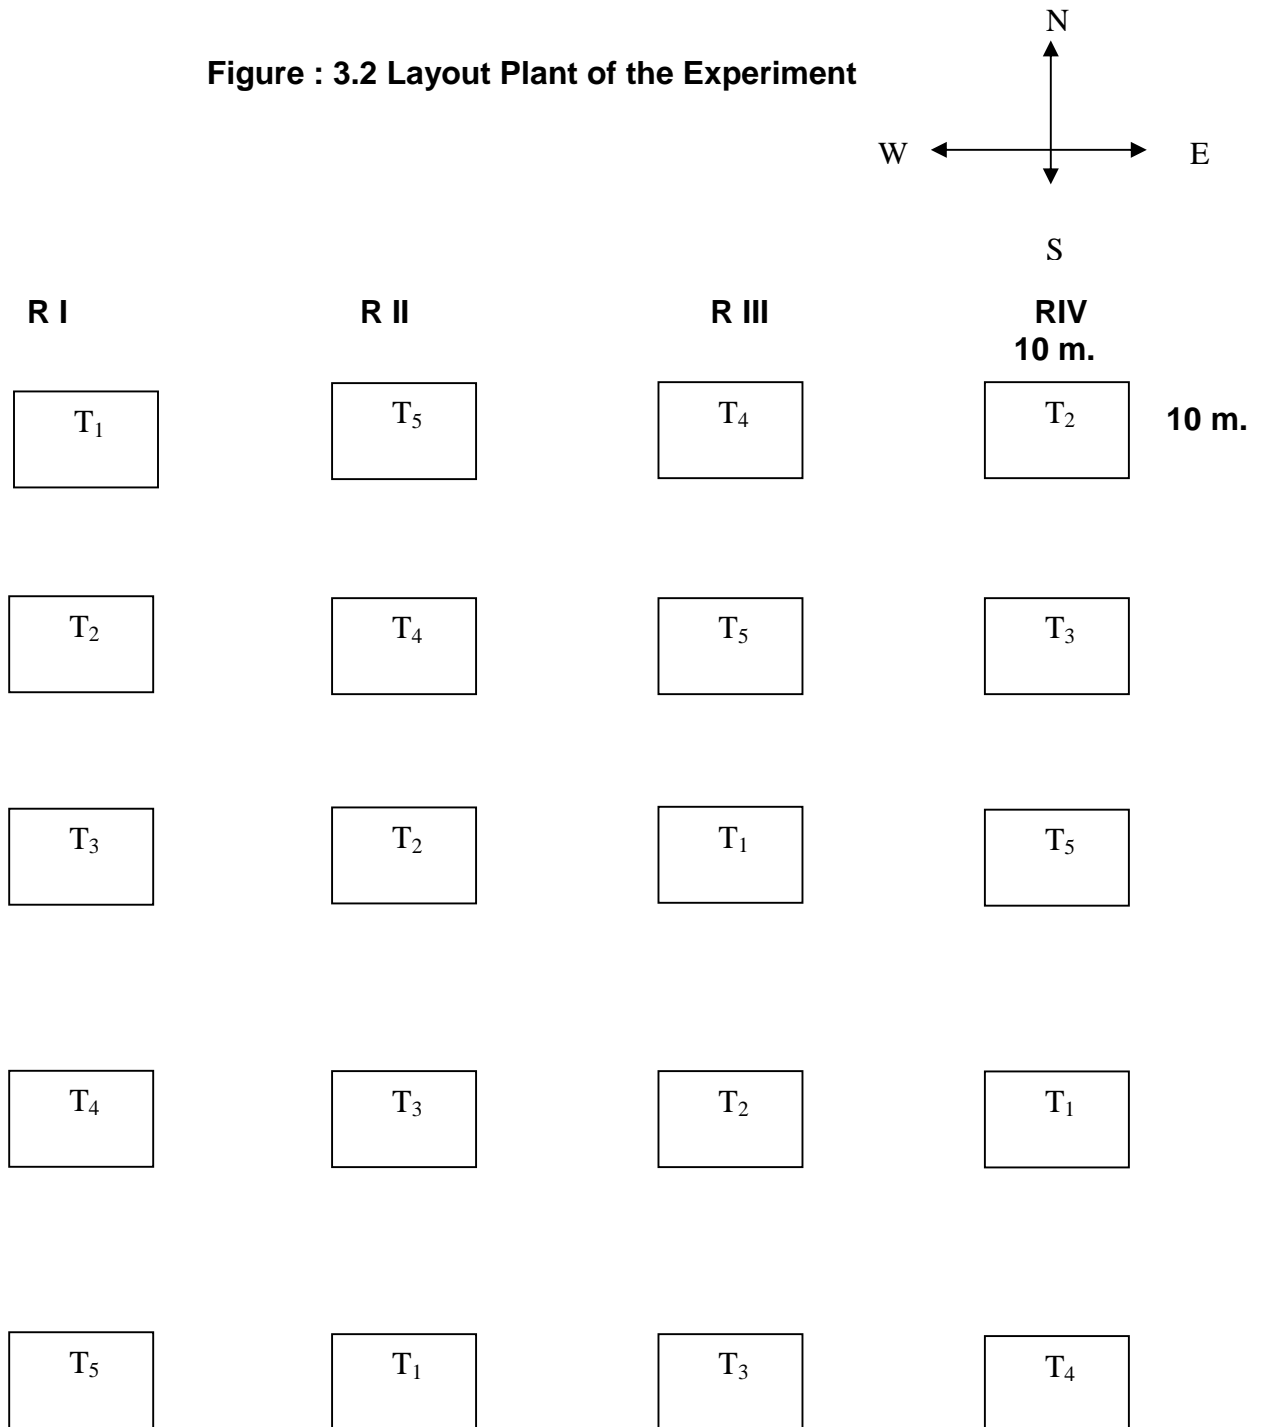 N
Figure : 3.2 Layout Plant of the Experiment
W E
S
R I R II R III RIV
10 m.
T1 T5 T4 T2 10 m.
T2 T4 T5 T3
T3 T2 T1 T5
T4 T3 T2 T1
T5 T1 T3 T4